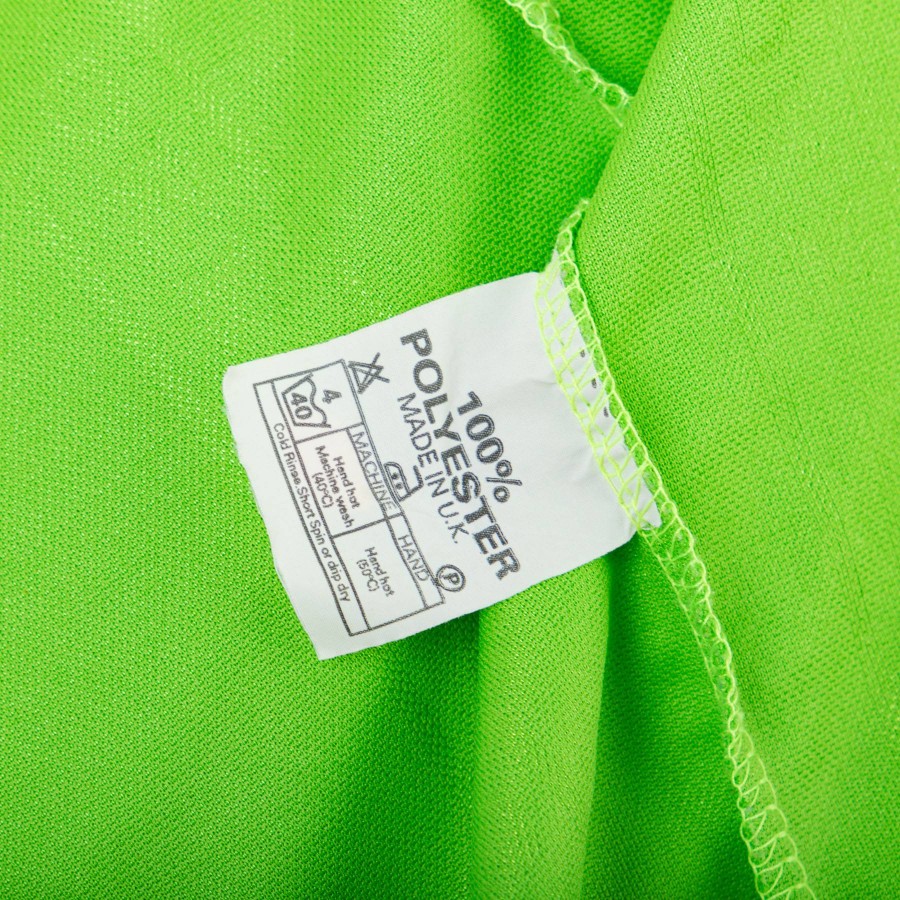 100%
POLYESTER
MADE IN U.K.
P
4
40
MACHINE
HAND
Hand hot
Machine wash
(40°C)
Hand hot
(50°C)
Cold Rinse.Short Spin or drip dry